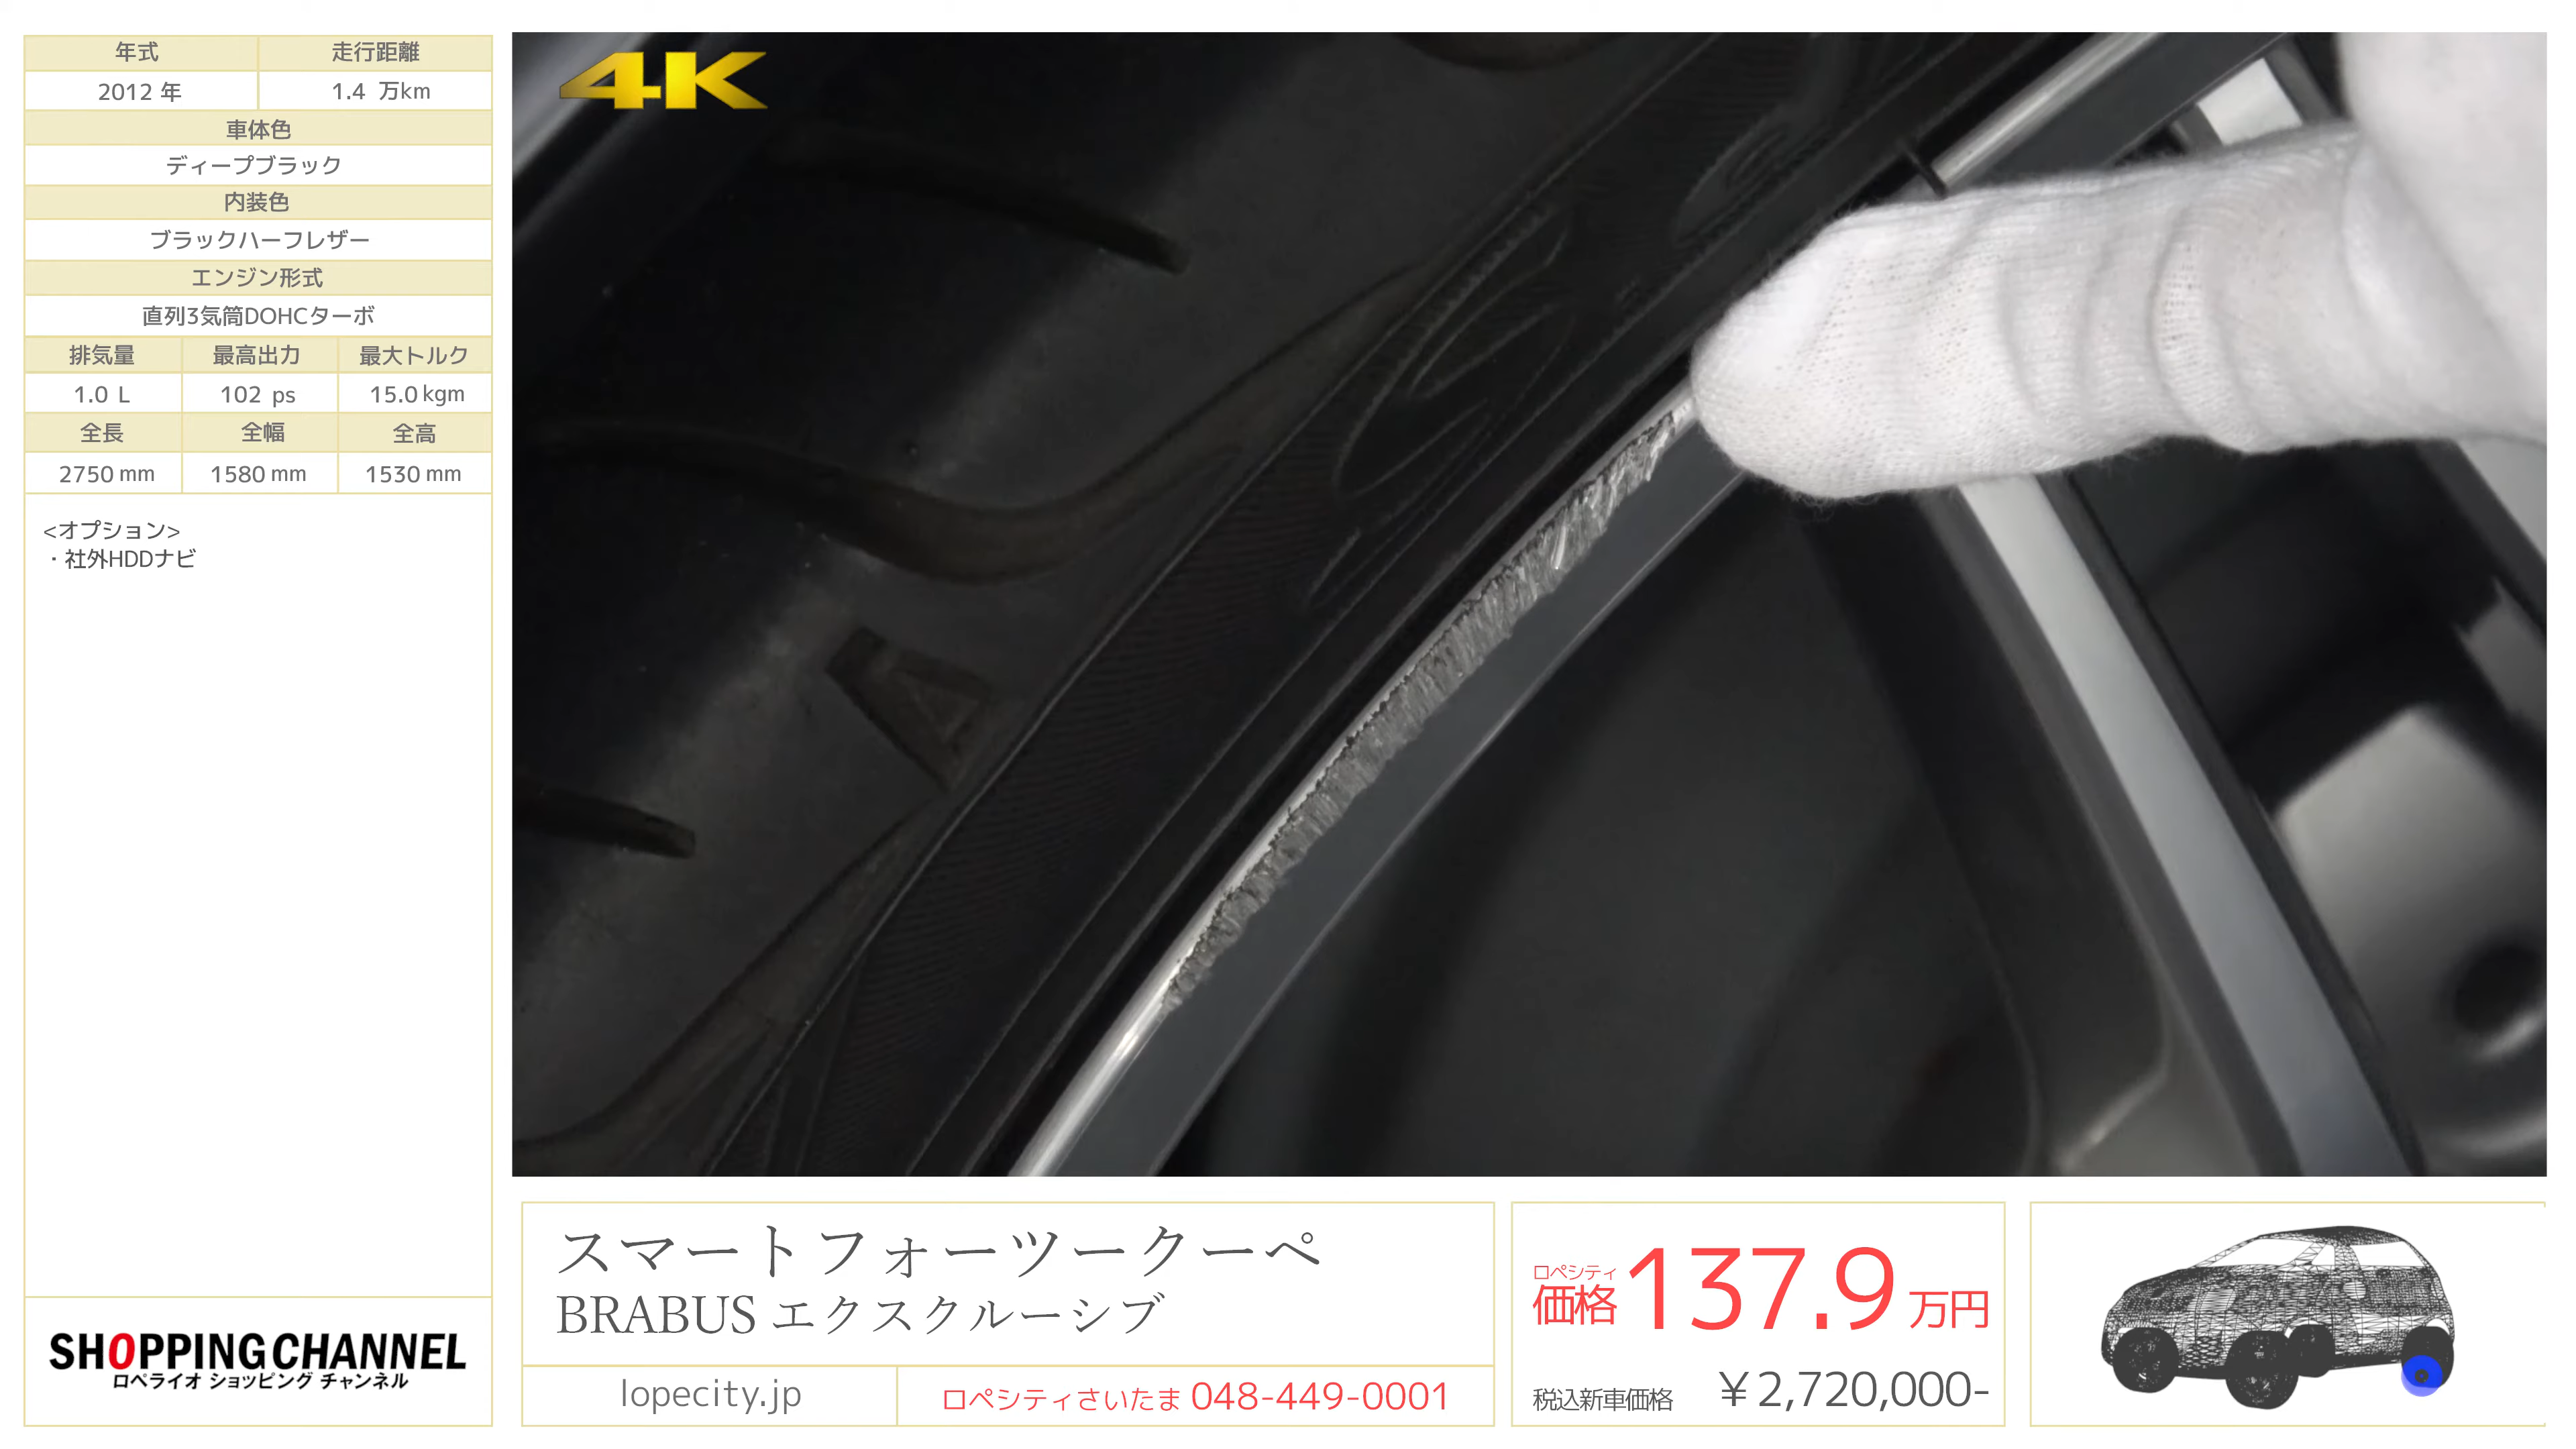 年式 走行距離
2012 年 1.4 万km
車体色
ディープブラック
内装色
ブラックハーフレザー
エンジン形式
直列3気筒DOHCターボ
排気量 最高出力 最大トルク
1.0 L 102 ps 15.0kgm
全長 全幅 全高
2750 mm 1580 mm 1530 mm
<オプション>
・社外HDDナビ
SHOPPING CHANNEL
ロペライオ ショッピング チャンネル
4K
スマートフォーツークーペ
BRABUS エクスクルーシブ
lopecity.jp ロペシティさいたま 048-449-0001
ロペシティ
価格 137.9 万円
税込新車価格 ¥2,720,000-